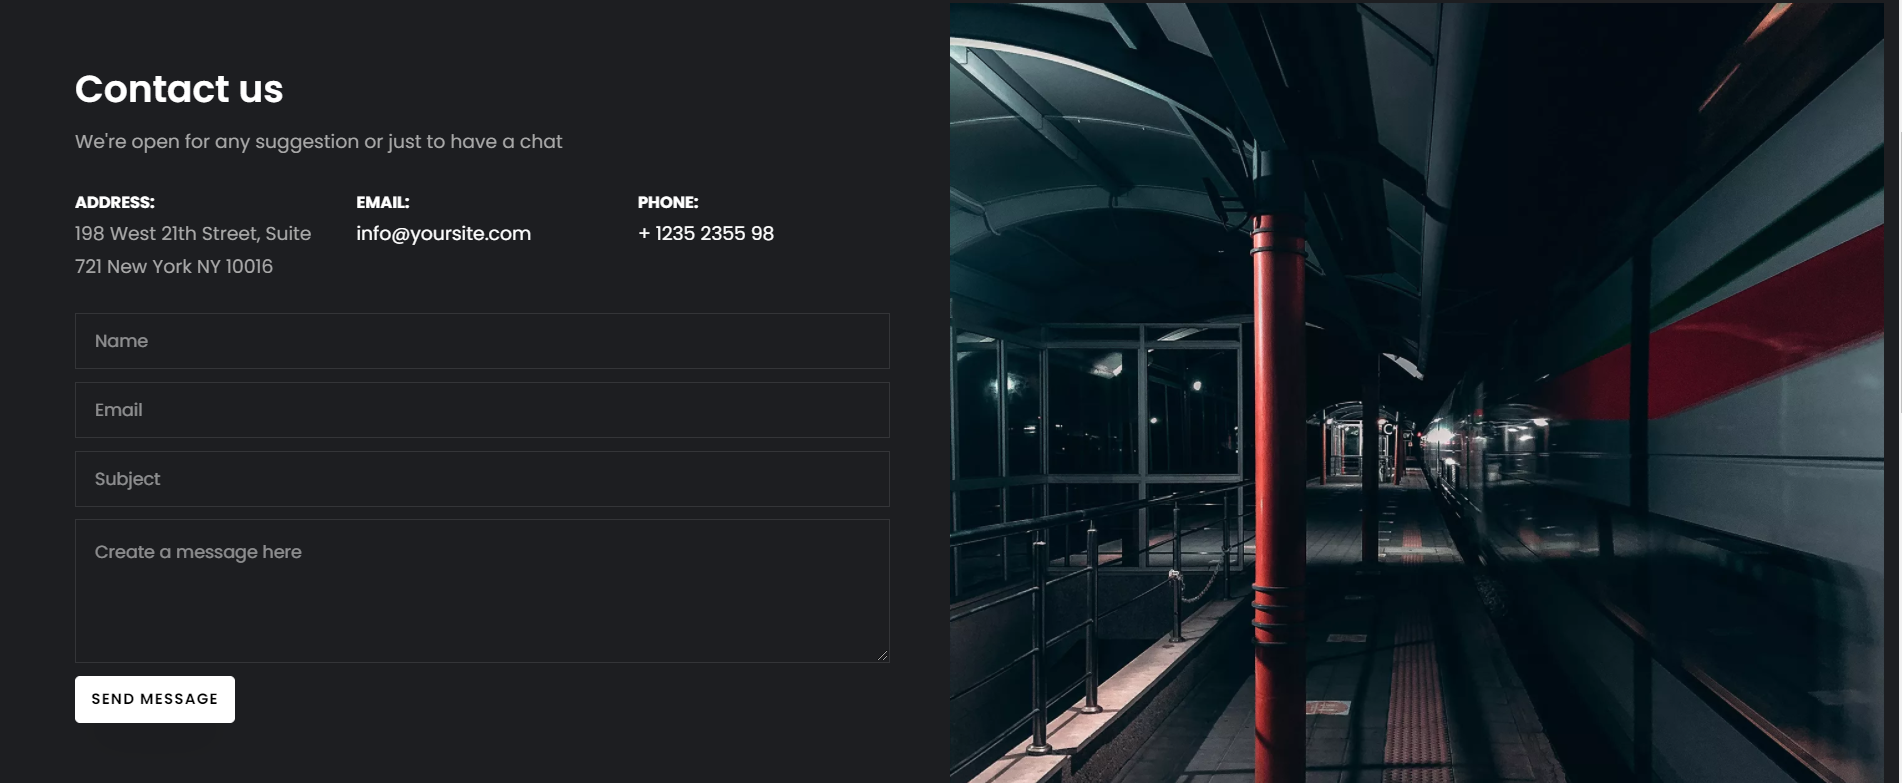 Contact us
We're open for any suggestion or just to have a chat
ADDRESS:
198 West 21th Street, Suite
721 New York NY 10016
EMAIL:
info@yoursite.com
PHONE:
+ 1235 2355 98
Name
Email
Subject
Create a message here
SEND MESSAGE